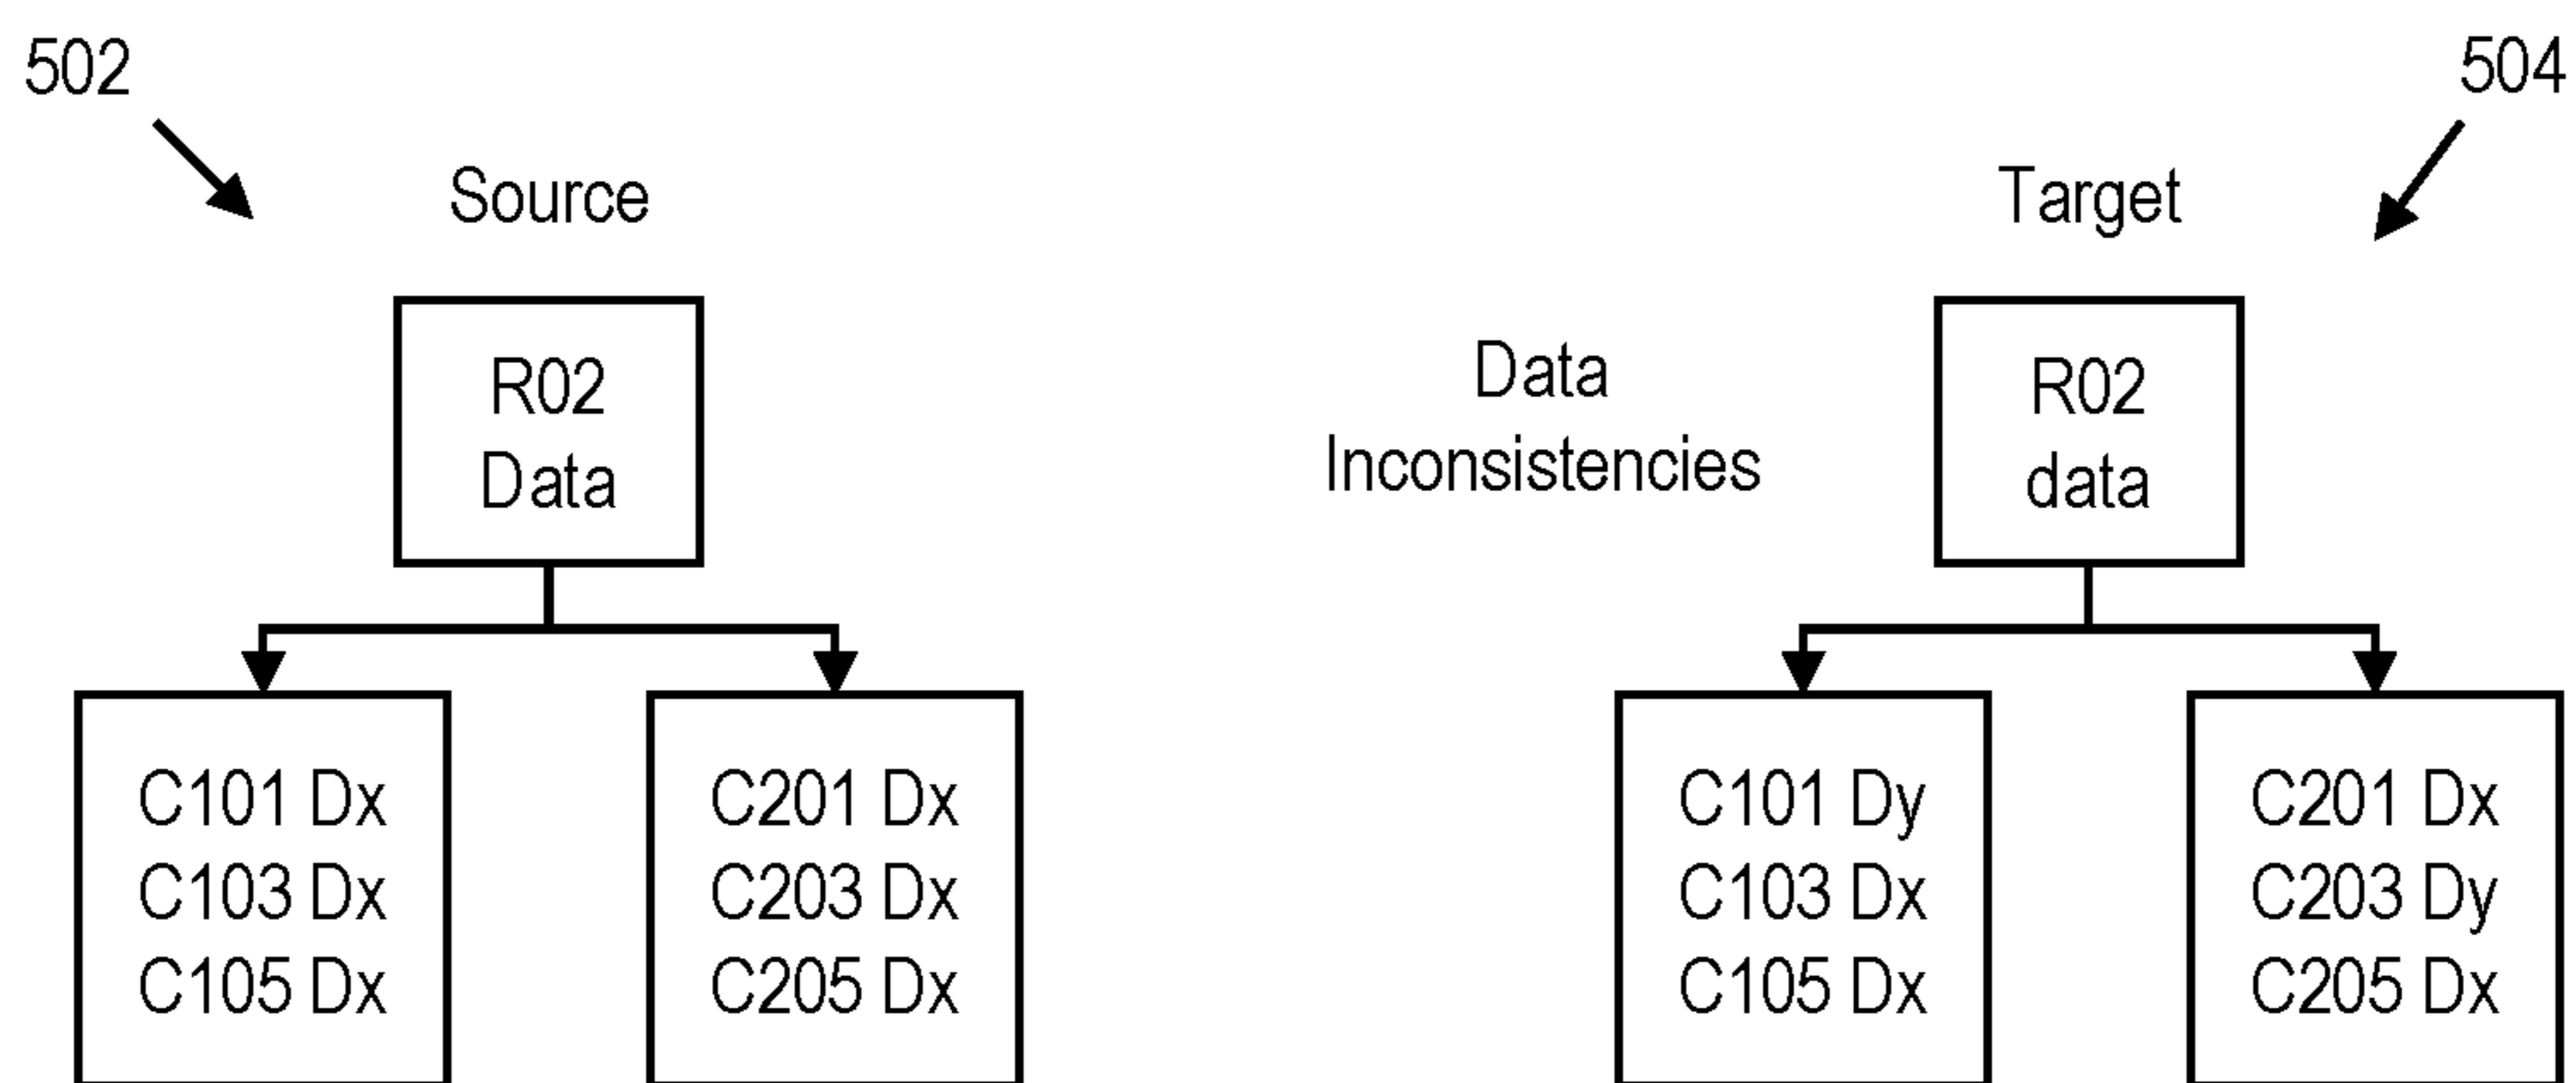 502
504
Source
Target
R02
Data
Data
Inconsistencies
R02
data
C101 Dx
C103 Dx
C105 Dx
C201 Dx
C203 Dx
C205 Dx
C101 Dy
C103 Dx
C105 Dx
C201 Dx
C203 Dy
C205 Dx